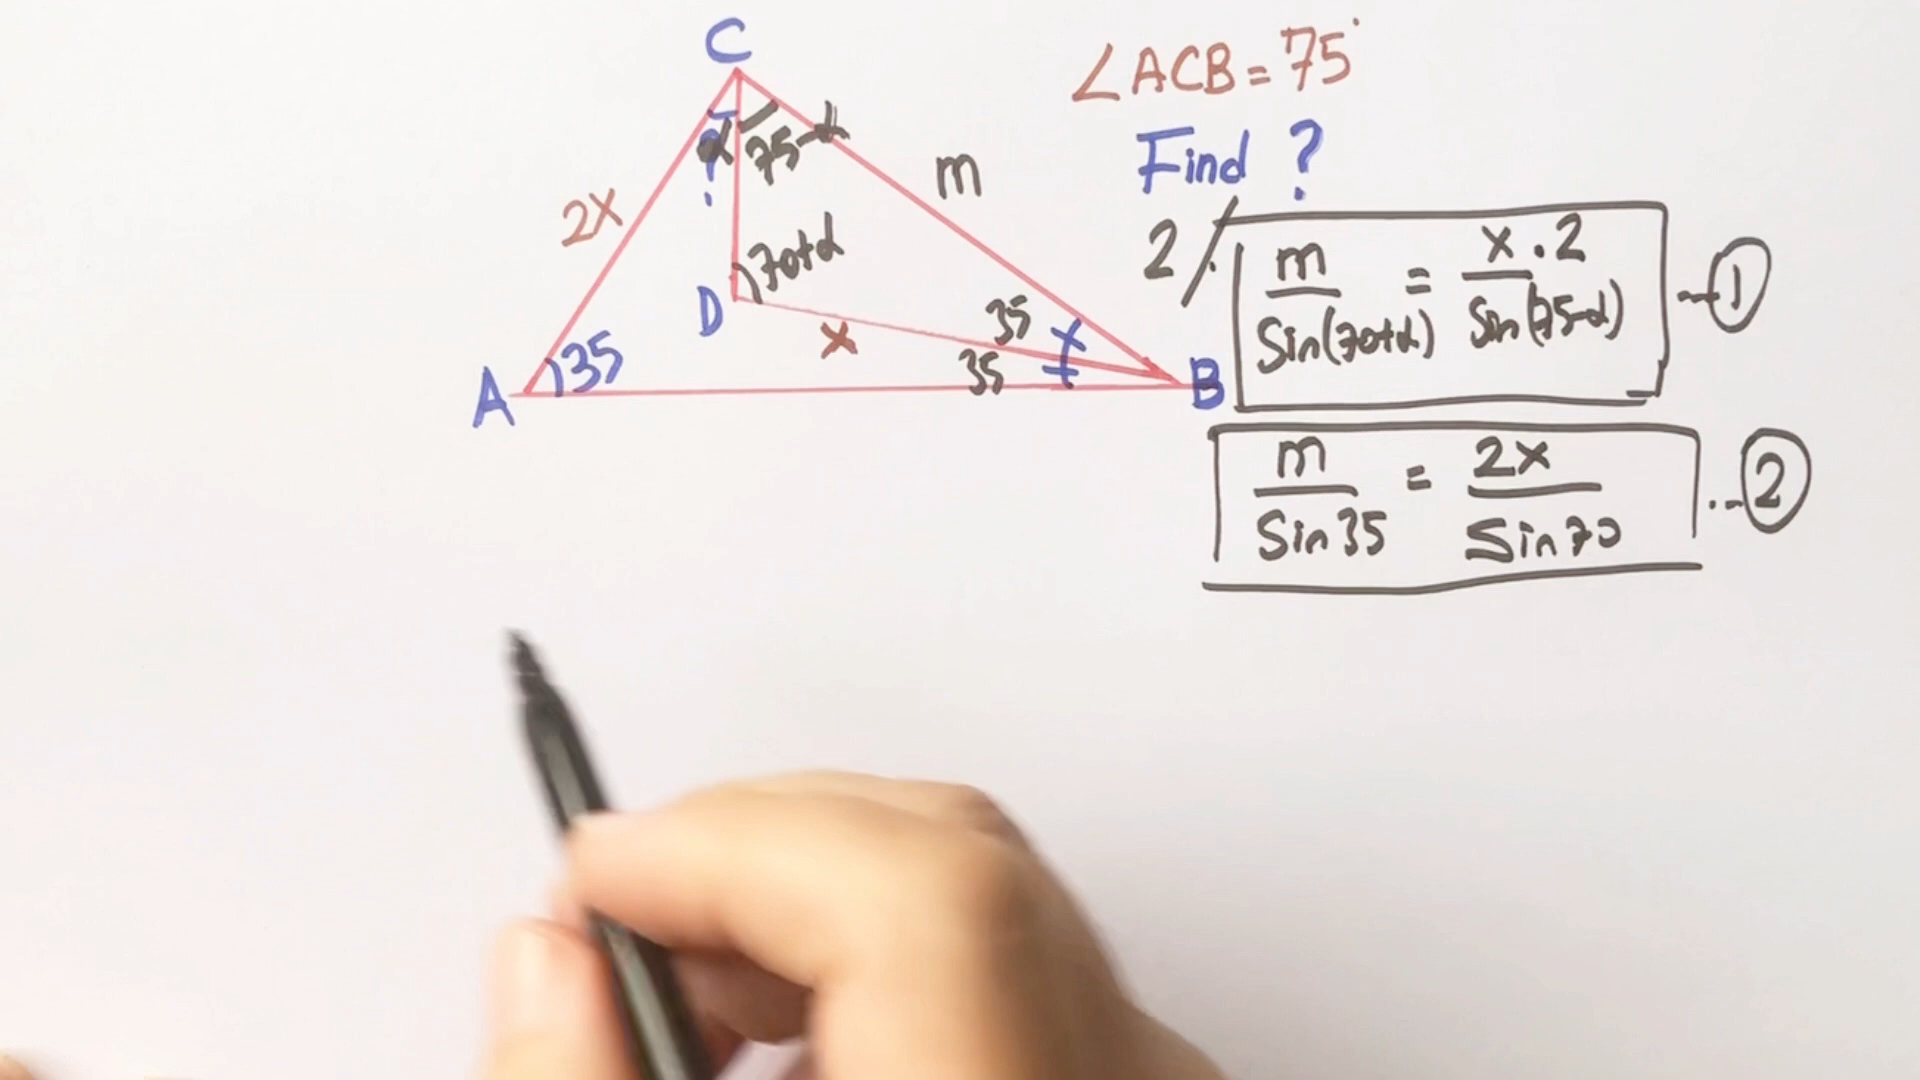 C
∠ACB = 75°
Find ?
α
?
75-α
2X
m
70+α
D
x
35
35
A
35
B
2/
m/Sin(70+α) = x.2/Sin(75-α) --①
m/Sin35 = 2x/Sin70 ..②